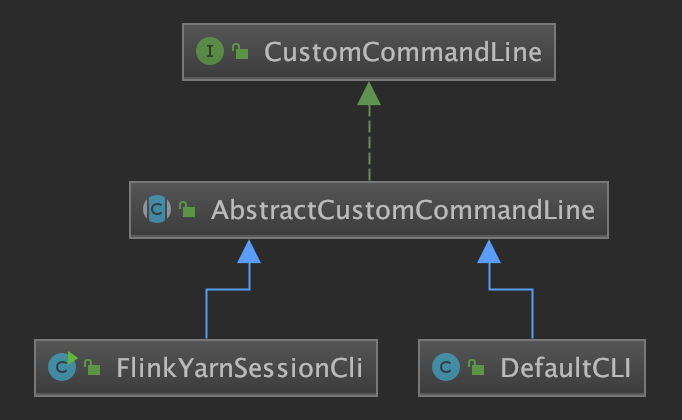 I CustomCommandLine
C AbstractCustomCommandLine
C FlinkYarnSessionCli
C DefaultCLI